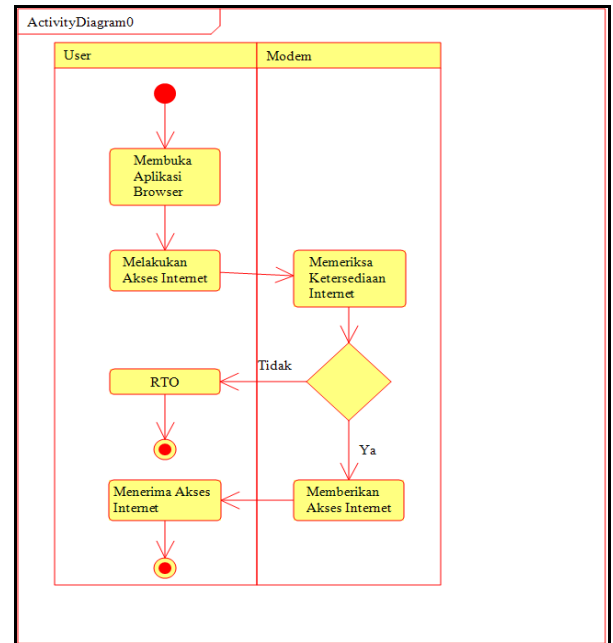 ActivityDiagram0
User
Modem
Membuka
Aplikasi
Browser
Melakukan
Akses Internet
Memeriksa
Ketersediaan
Internet
Tidak
RTO
Ya
Menerima Akses
Internet
Memberikan
Akses Internet